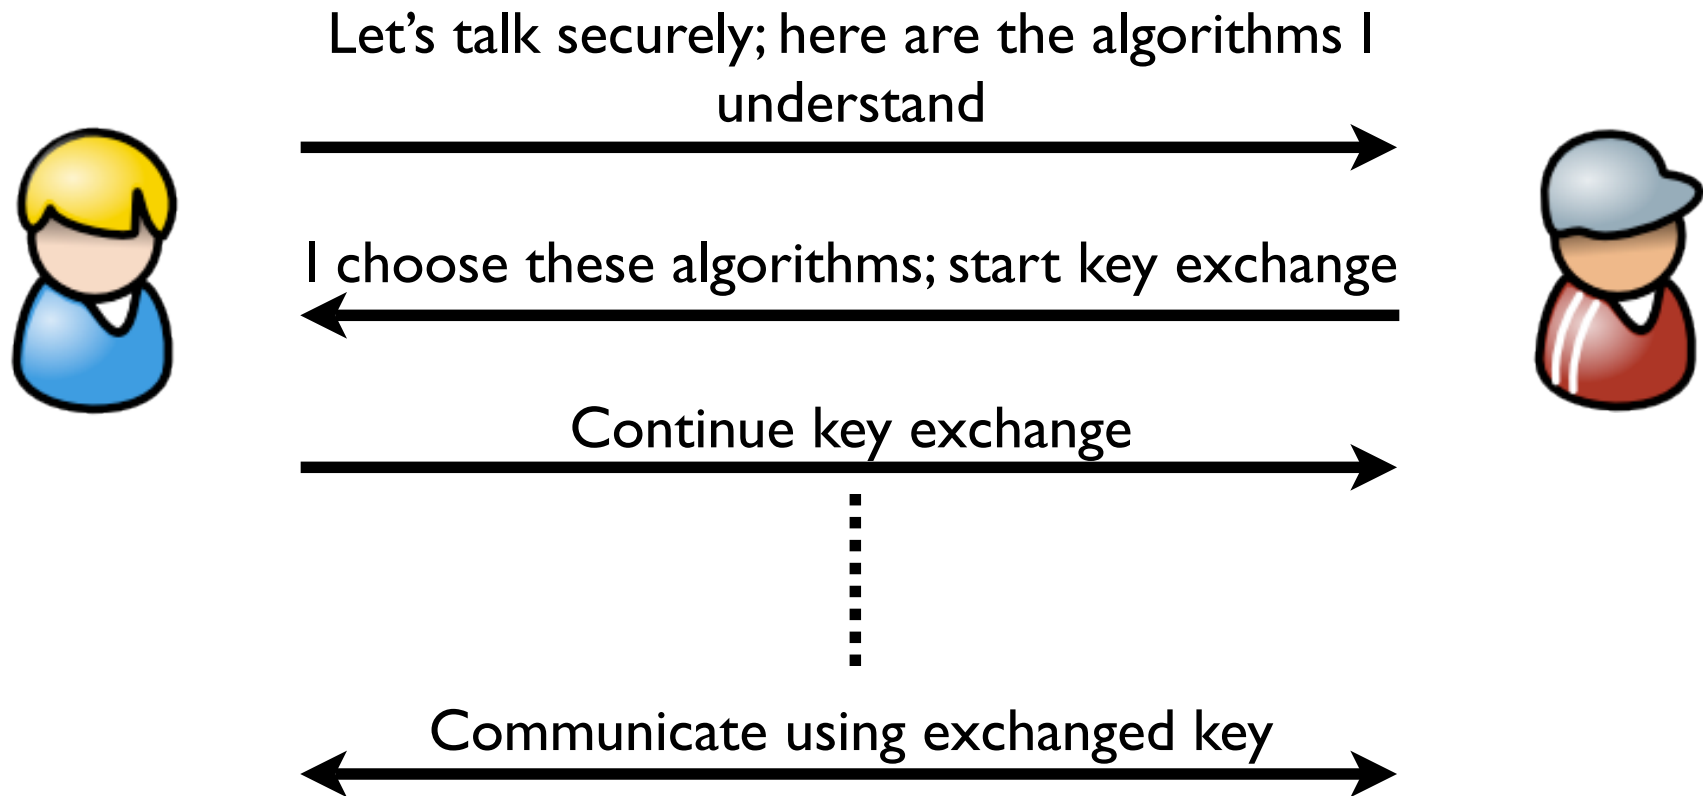 Let’s talk securely; here are the algorithms I
understand
I choose these algorithms; start key exchange
Continue key exchange
Communicate using exchanged key